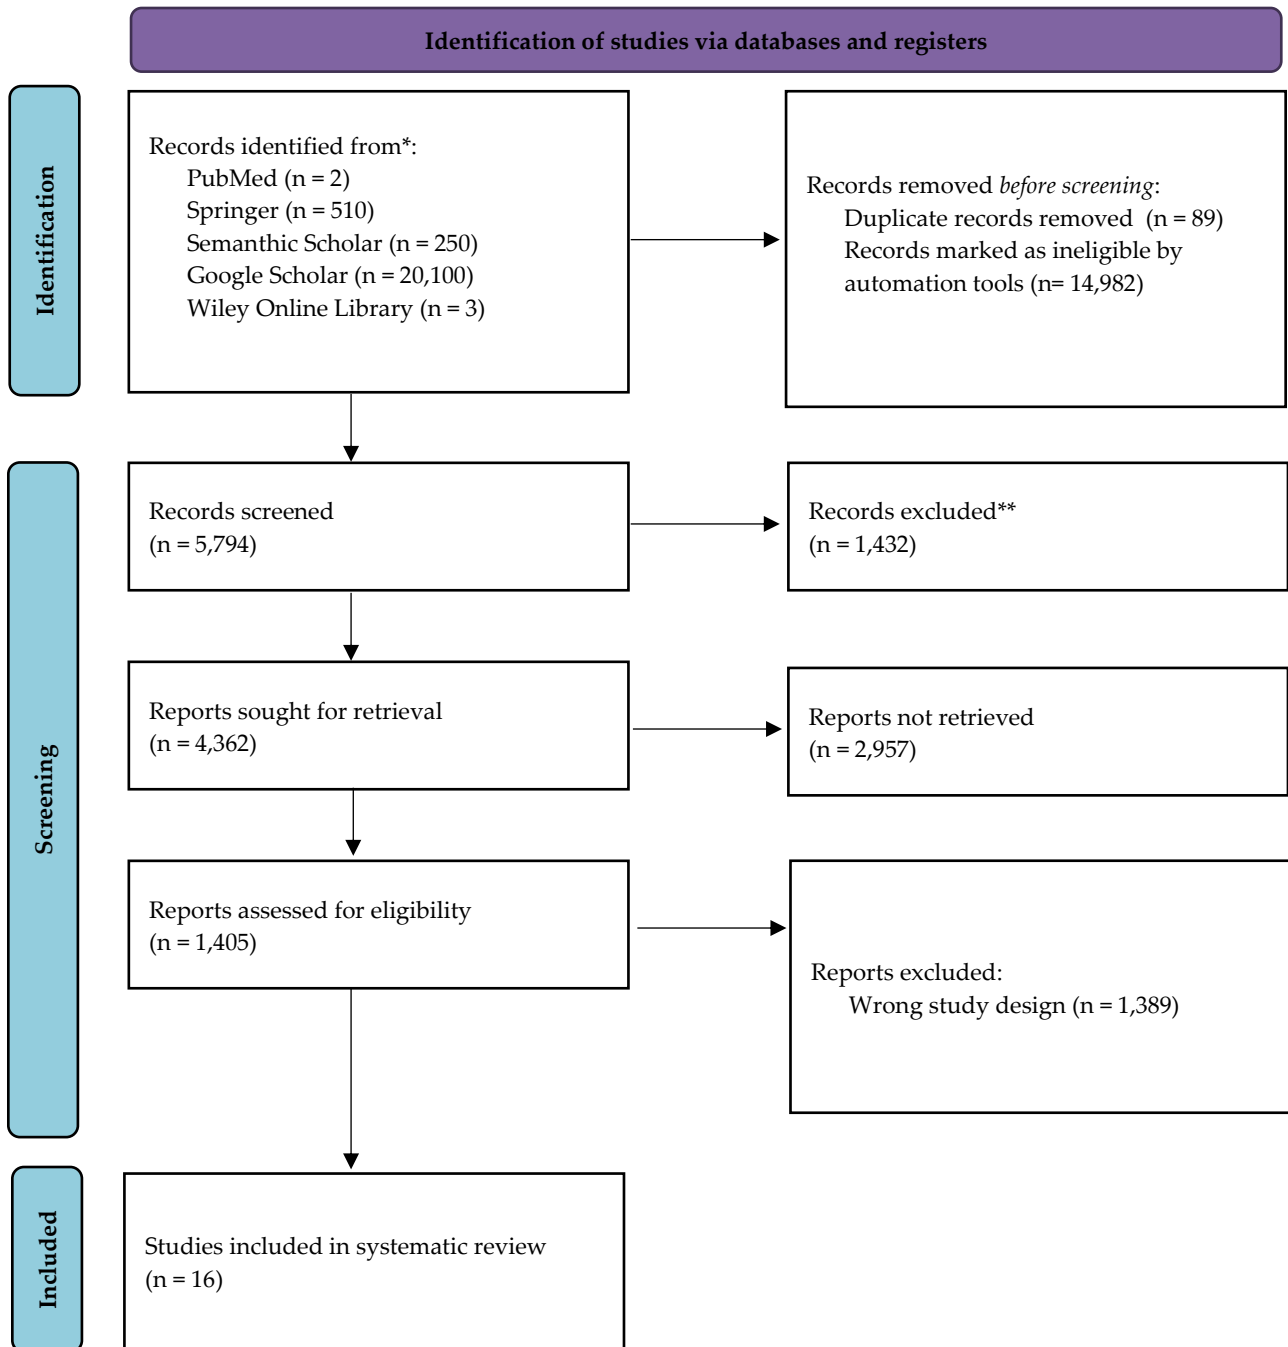 Identification of studies via databases and registers
Identification
Records identified from*:
PubMed (n = 2)
Springer (n = 510)
Semanthic Scholar (n = 250)
Google Scholar (n = 20,100)
Wiley Online Library (n = 3)
Records removed before screening:
Duplicate records removed (n = 89)
Records marked as ineligible by
automation tools (n= 14,982)
Screening
Records screened
(n = 5,794)
Records excluded**
(n = 1,432)
Reports sought for retrieval
(n = 4,362)
Reports not retrieved
(n = 2,957)
Reports assessed for eligibility
(n = 1,405)
Reports excluded:
Wrong study design (n = 1,389)
Included
Studies included in systematic review
(n = 16)